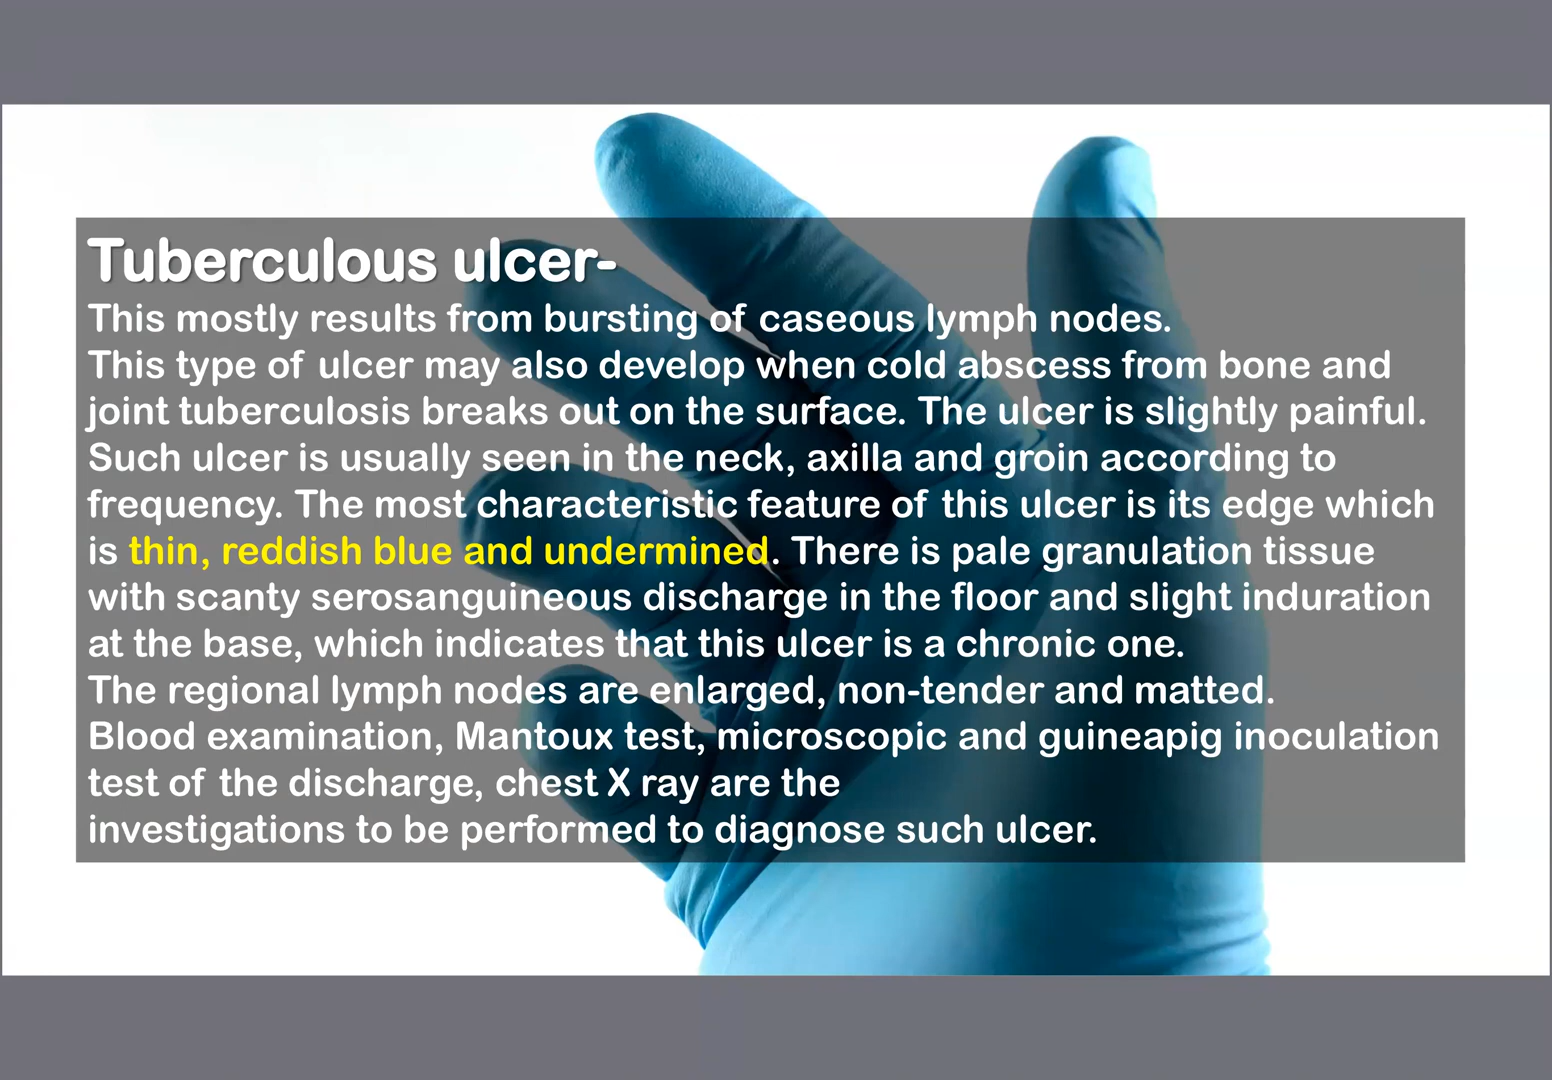 Tuberculous ulcer-
This mostly results from bursting of caseous lymph nodes.
This type of ulcer may also develop when cold abscess from bone and
joint tuberculosis breaks out on the surface. The ulcer is slightly painful.
Such ulcer is usually seen in the neck, axilla and groin according to
frequency. The most characteristic feature of this ulcer is its edge which
is thin, reddish blue and undermined. There is pale granulation tissue
with scanty serosanguineous discharge in the floor and slight induration
at the base, which indicates that this ulcer is a chronic one.
The regional lymph nodes are enlarged, non-tender and matted.
Blood examination, Mantoux test, microscopic and guineapig inoculation
test of the discharge, chest X ray are the
investigations to be performed to diagnose such ulcer.